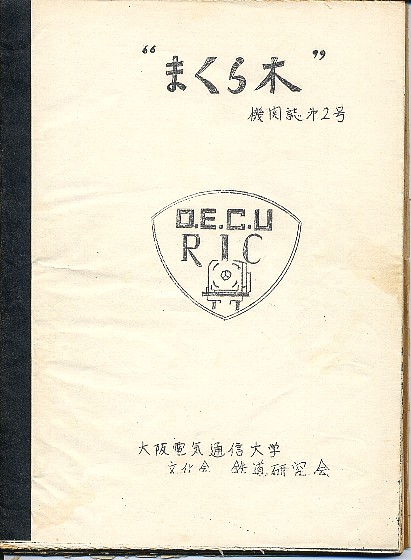 “まくら木”
機関誌第2号
O.E.C.U
RIC
大阪電気通信大学
文化会 鉄道研究会